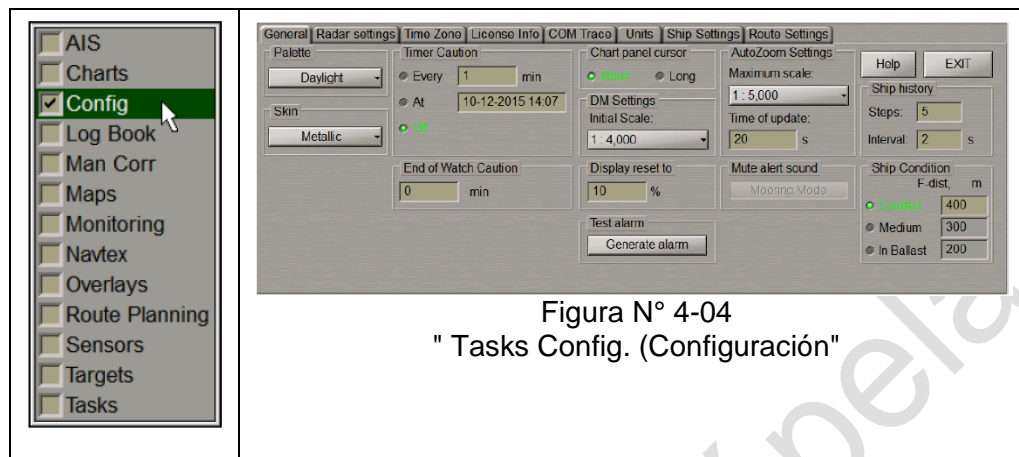 AIS
Charts
Config
Log Book
Man Corr
Maps
Monitoring
Navtex
Overlays
Route Planning
Sensors
Targets
Tasks
General Radar settings Time Zone License Info COM Trace Units Ship Settings Route Settings
Palette
Daylight
Skin
Metallic
Timer Caution
Every 1 min
At 10-12-2015 14:07
Off
End of Watch Caution
0 min
Chart panel cursor
Short Long
DM Settings
Initial Scale:
1 : 4,000
Display reset to
10 %
Test alarm
Generate alarm
AutoZoom Settings
Maximum scale:
1 : 5,000
Time of update:
20 s
Mute alert sound
Mooring Mode
Help EXIT
Ship history
Steps: 5
Interval: 2 s
Ship Condition
F-dist, m
Loaded 400
Medium 300
In Ballast 200
Figura N° 4-04
" Tasks Config. (Configuración"